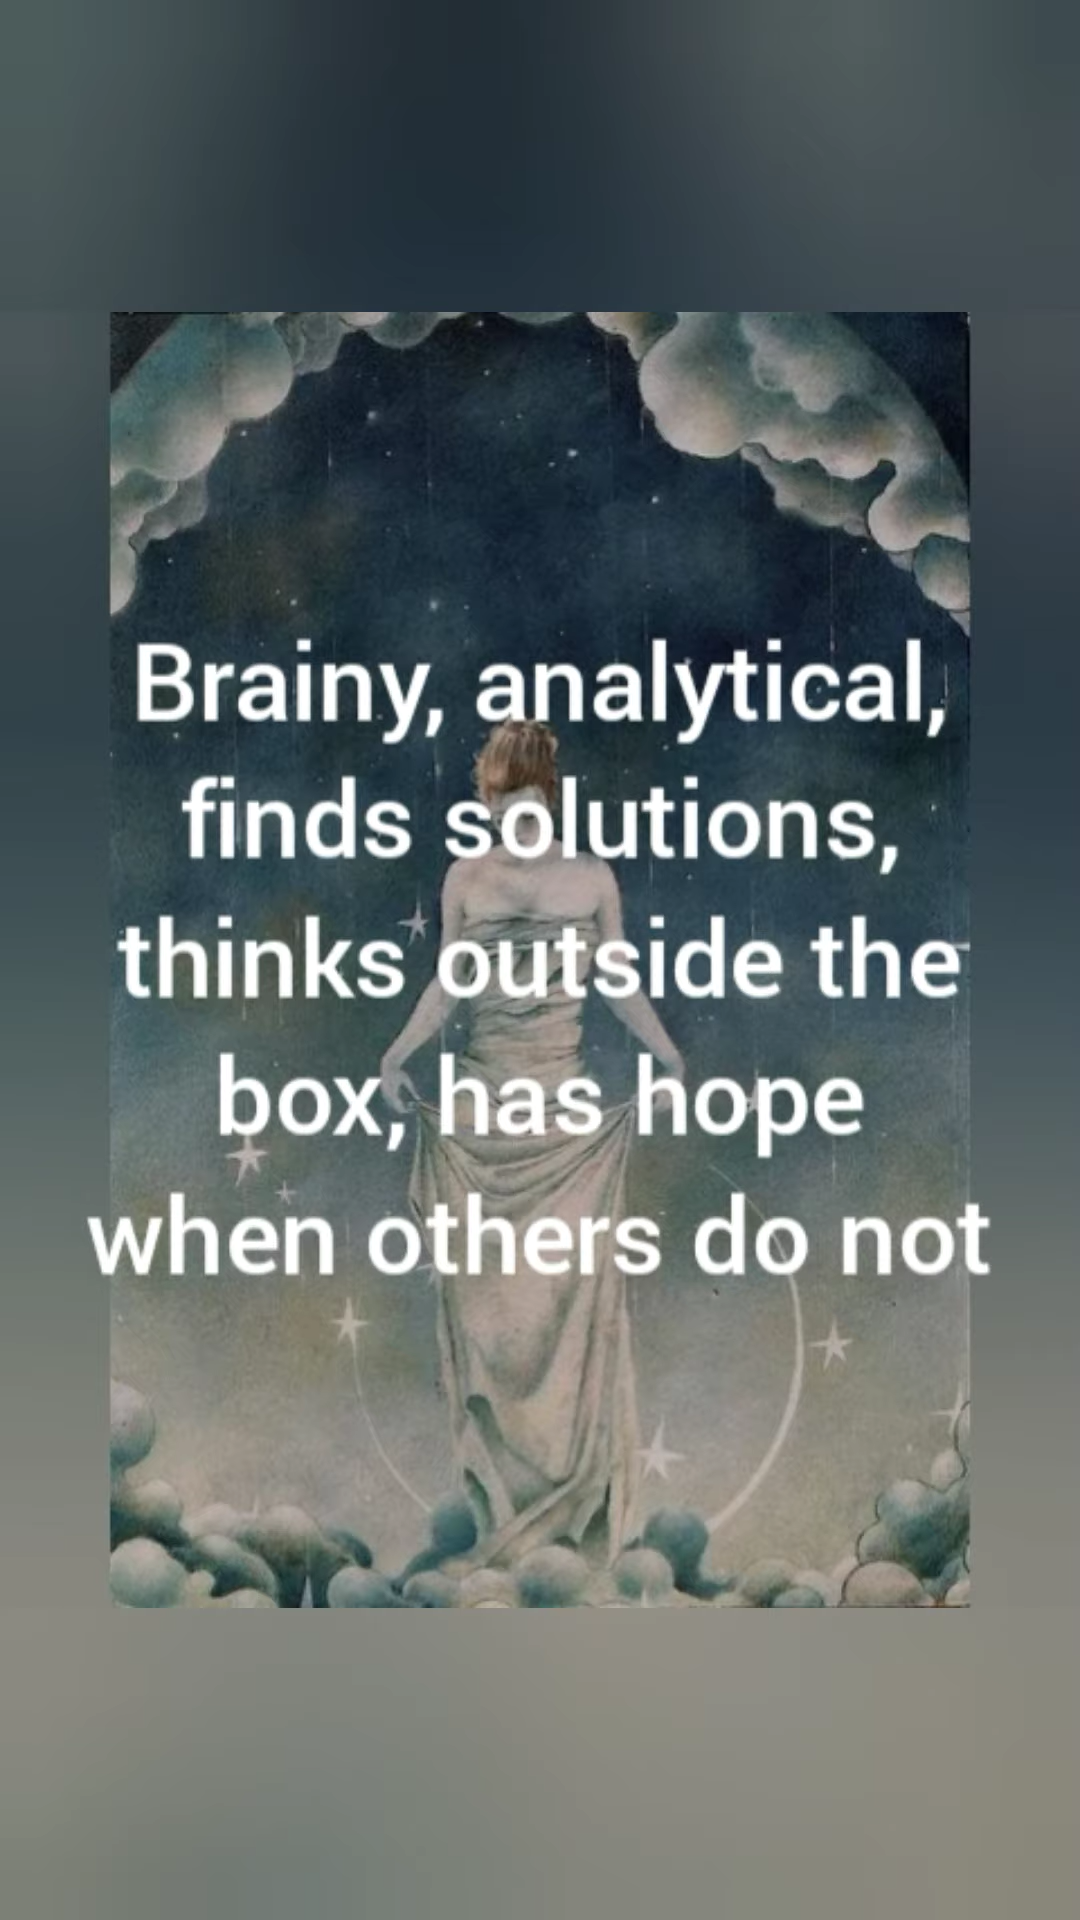 Brainy, analytical,
finds solutions,
thinks outside the
box, has hope
when others do not